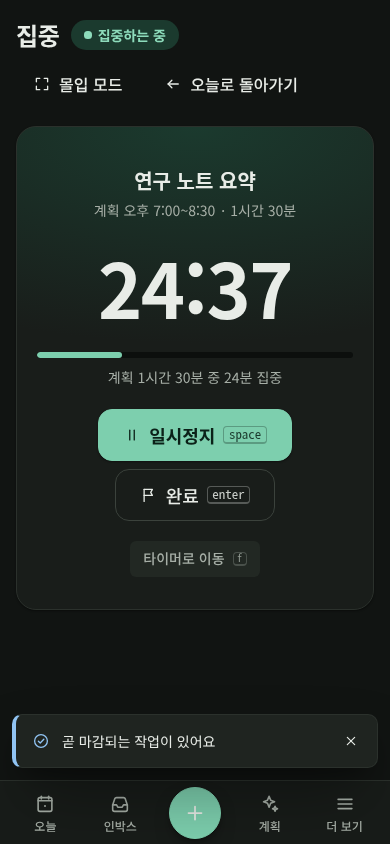 집중
집중하는 중
몰입 모드
오늘로 돌아가기
연구 노트 요약
계획 오후 7:00~8:30 · 1시간 30분
24:37
계획 1시간 30분 중 24분 집중
일시정지 space
완료 enter
타이머로 이동 f
곧 마감되는 작업이 있어요
오늘
인박스
계획
더 보기